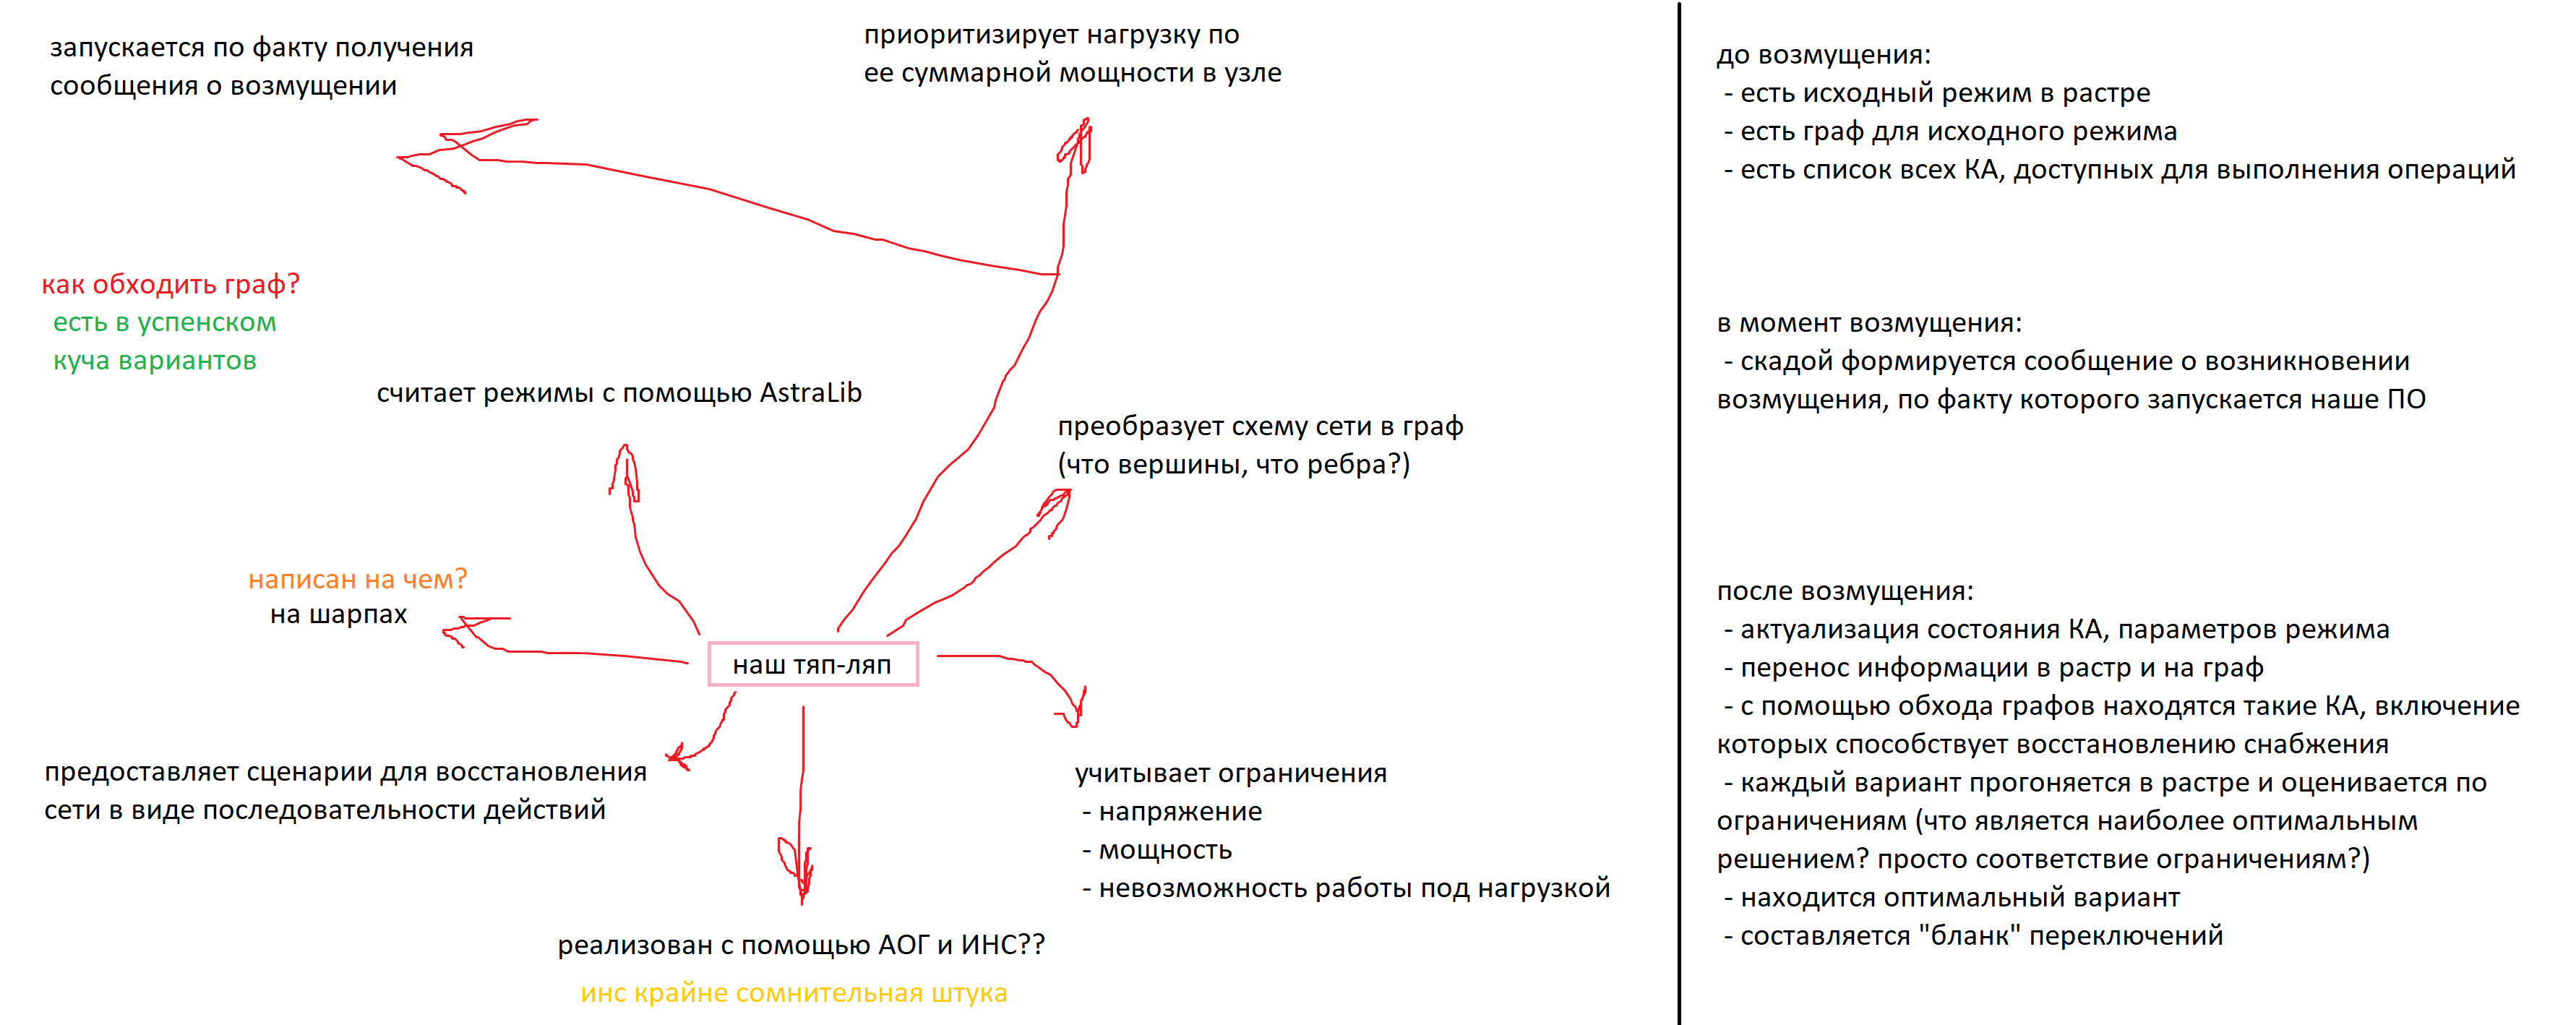 запускается по факту получения
сообщения о возмущении
приоритизирует нагрузку по
ее суммарной мощности в узле
как обходить граф?
есть в успенском
куча вариантов
считает режимы с помощью AstraLib
преобразует схему сети в граф
(что вершины, что ребра?)
написан на чем?
на шарпах
наш тяп-ляп
предоставляет сценарии для восстановления
сети в виде последовательности действий
учитывает ограничения
- напряжение
- мощность
- невозможность работы под нагрузкой
реализован с помощью АОГ и ИНС??
инс крайне сомнительная штука
до возмущения:
- есть исходный режим в растре
- есть граф для исходного режима
- есть список всех КА, доступных для выполнения операций
в момент возмущения:
- скадой формируется сообщение о возникновении
возмущения, по факту которого запускается наше ПО
после возмущения:
- актуализация состояния КА, параметров режима
- перенос информации в растр и на граф
- с помощью обхода графов находятся такие КА, включение
которых способствует восстановлению снабжения
- каждый вариант прогоняется в растре и оценивается по
ограничениям (что является наиболее оптимальным
решением? просто соответствие ограничениям?)
- находится оптимальный вариант
- составляется "бланк" переключений